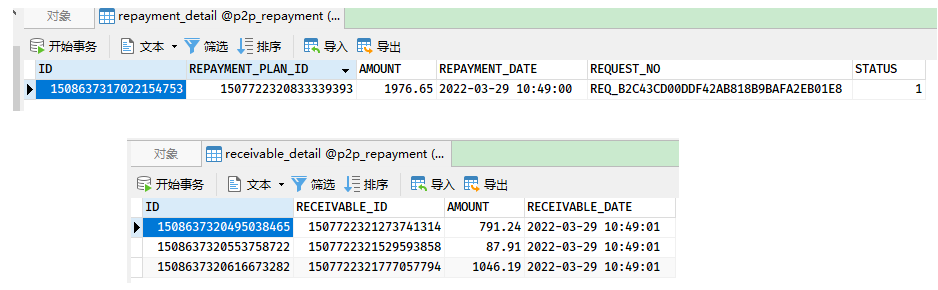 对象 repayment_detail @p2p_repayment (...
开始事务 文本 筛选 排序 导入 导出
ID REPAYMENT_PLAN_ID AMOUNT REPAYMENT_DATE REQUEST_NO STATUS
1508637317022154753 1507722320833339393 1976.65 2022-03-29 10:49:00 REQ_B2C43CD00DDF42AB818B9BAFA2EB01E8 1
对象 receivable_detail @p2p_repayment (...
开始事务 文本 筛选 排序 导入 导出
ID RECEIVABLE_ID AMOUNT RECEIVABLE_DATE
1508637320495038465 1507722321273741314 791.24 2022-03-29 10:49:01
1508637320553758722 1507722321529593858 87.91 2022-03-29 10:49:01
1508637320616673282 1507722321777057794 1046.19 2022-03-29 10:49:01